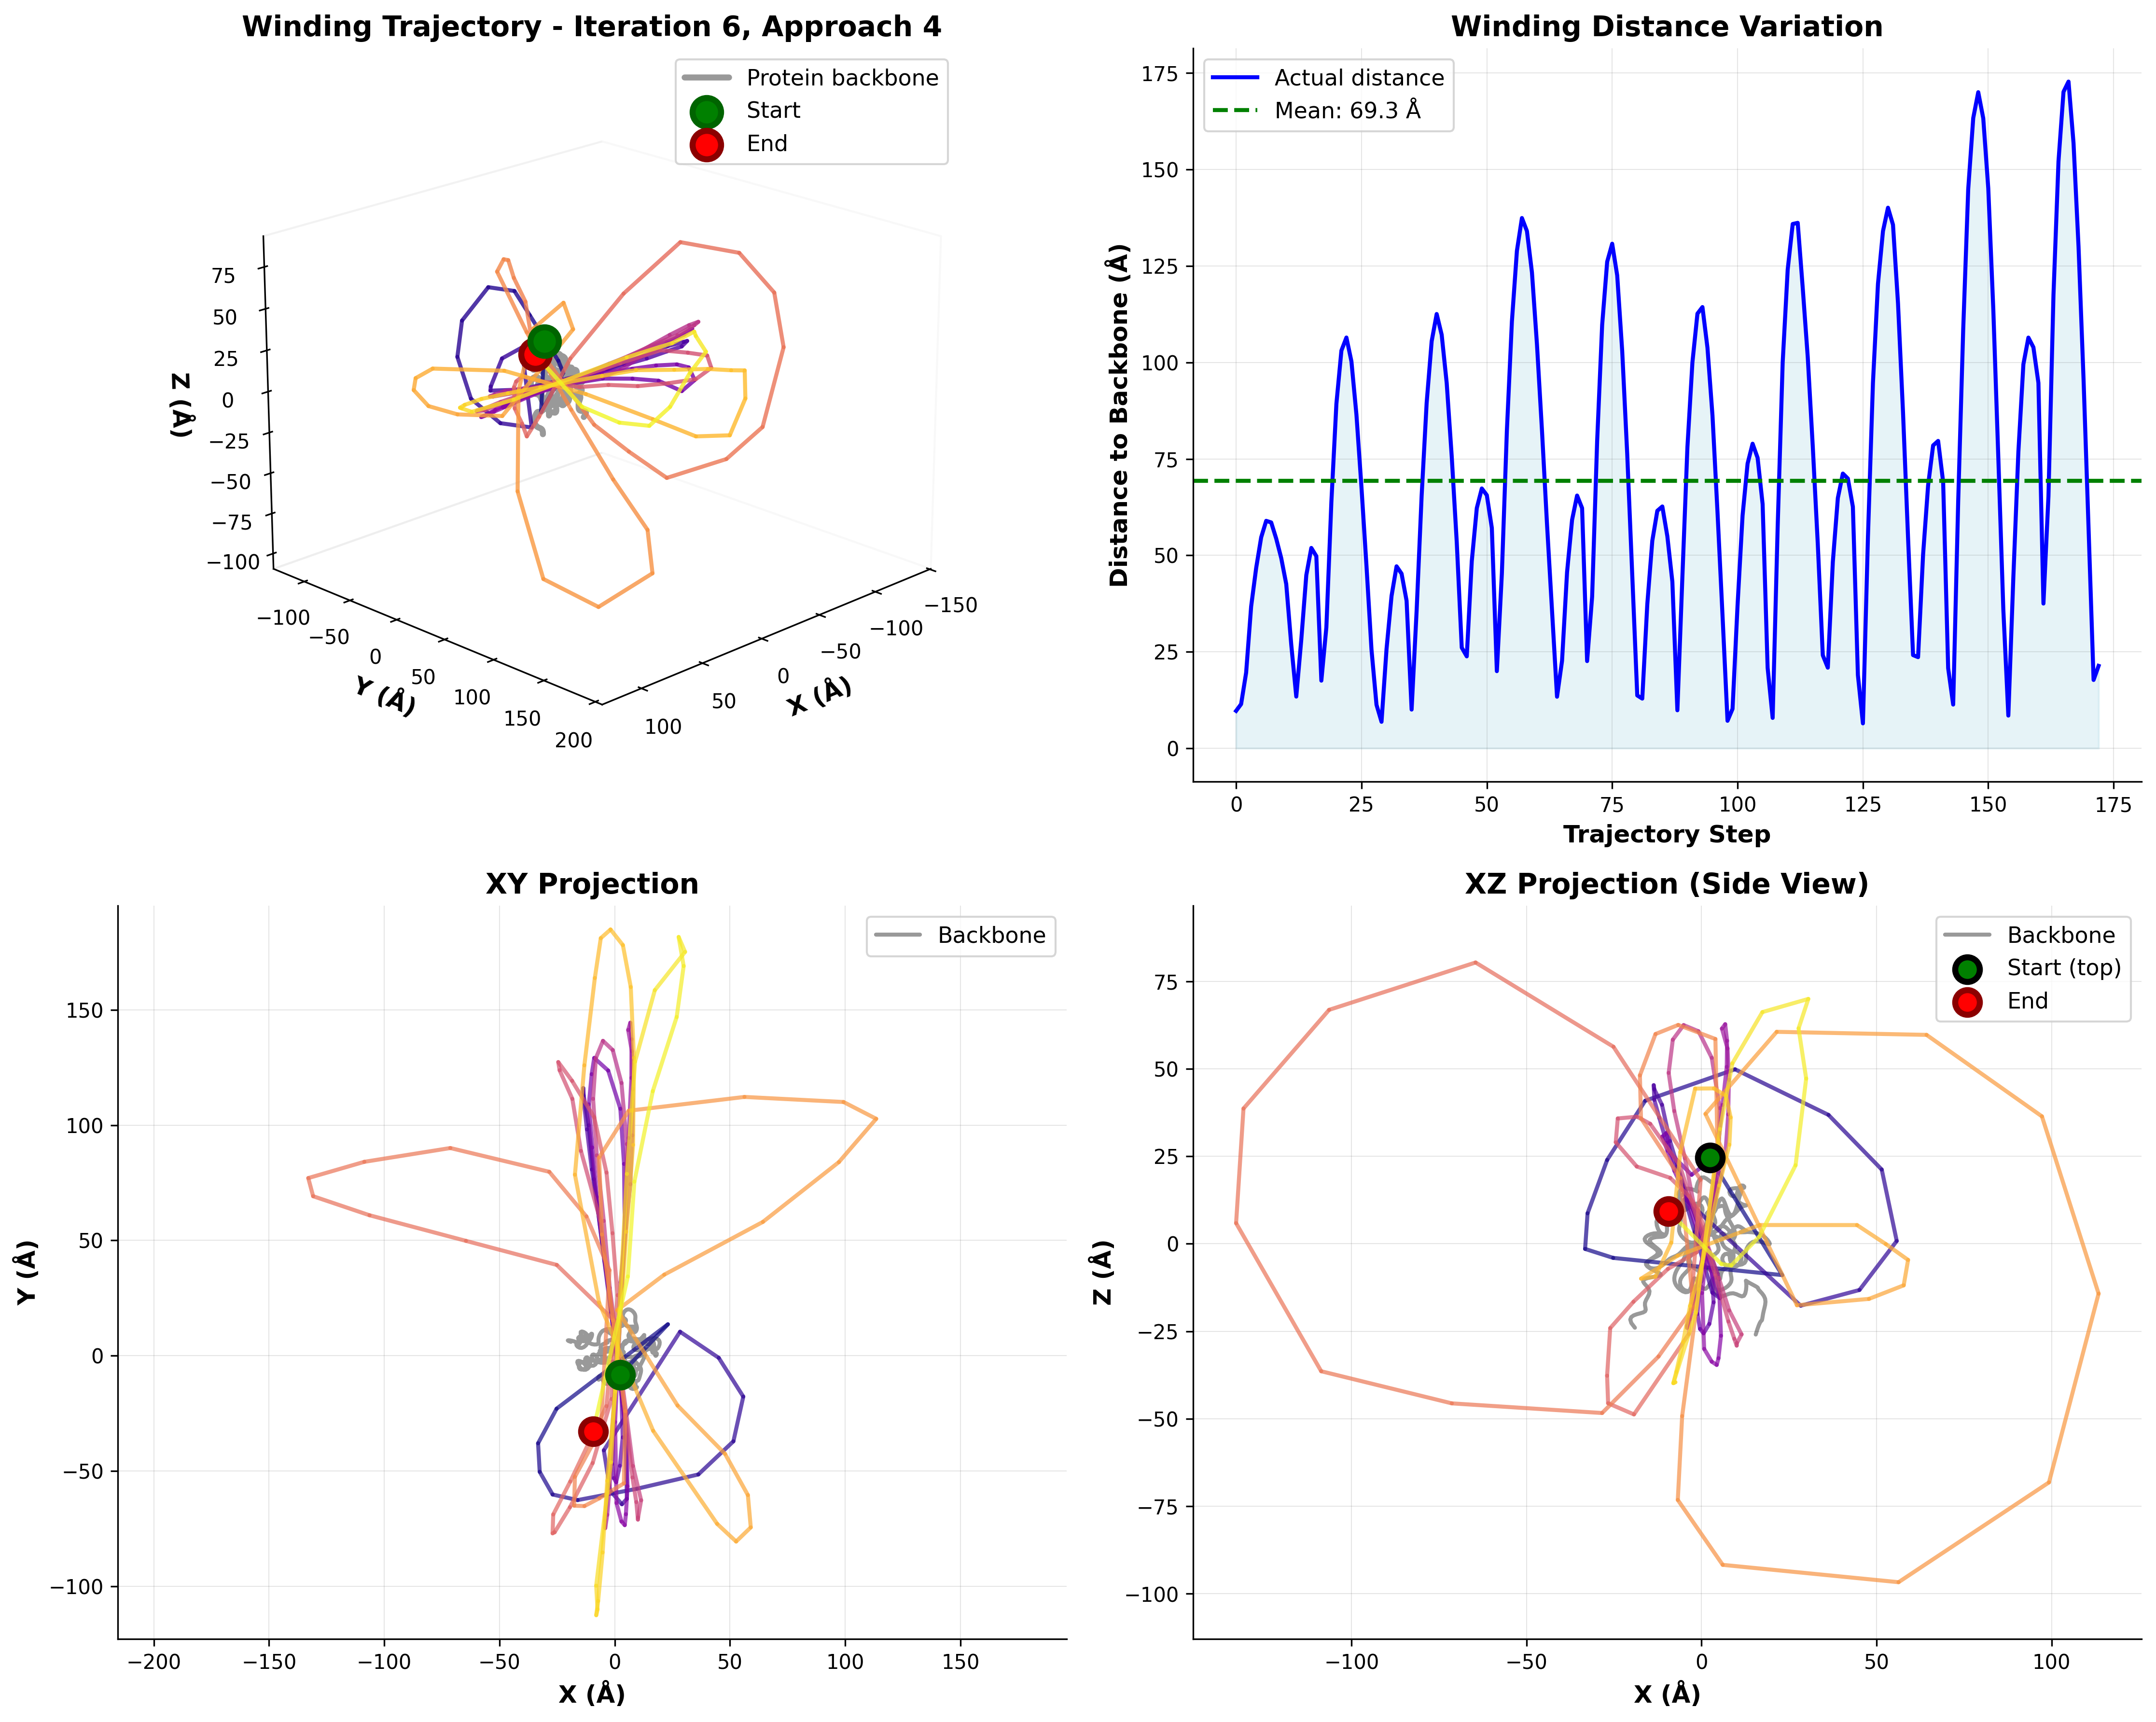 Winding Trajectory - Iteration 6, Approach 4
Protein backbone
Start
End
75
50
25
0
−25
−50
−75
−100
Z (Å)
−100
−50
0
50
100
150
200
Y (Å)
100
50
0
−50
−100
−150
X (Å)
Winding Distance Variation
Actual distance
Mean: 69.3 Å
175
150
125
100
75
50
25
0
Distance to Backbone (Å)
0 25 50 75 100 125 150 175
Trajectory Step
XY Projection
Backbone
150
100
50
0
−50
−100
Y (Å)
−200 −150 −100 −50 0 50 100 150
X (Å)
XZ Projection (Side View)
Backbone
Start (top)
End
75
50
25
0
−25
−50
−75
−100
Z (Å)
−100 −50 0 50 100
X (Å)